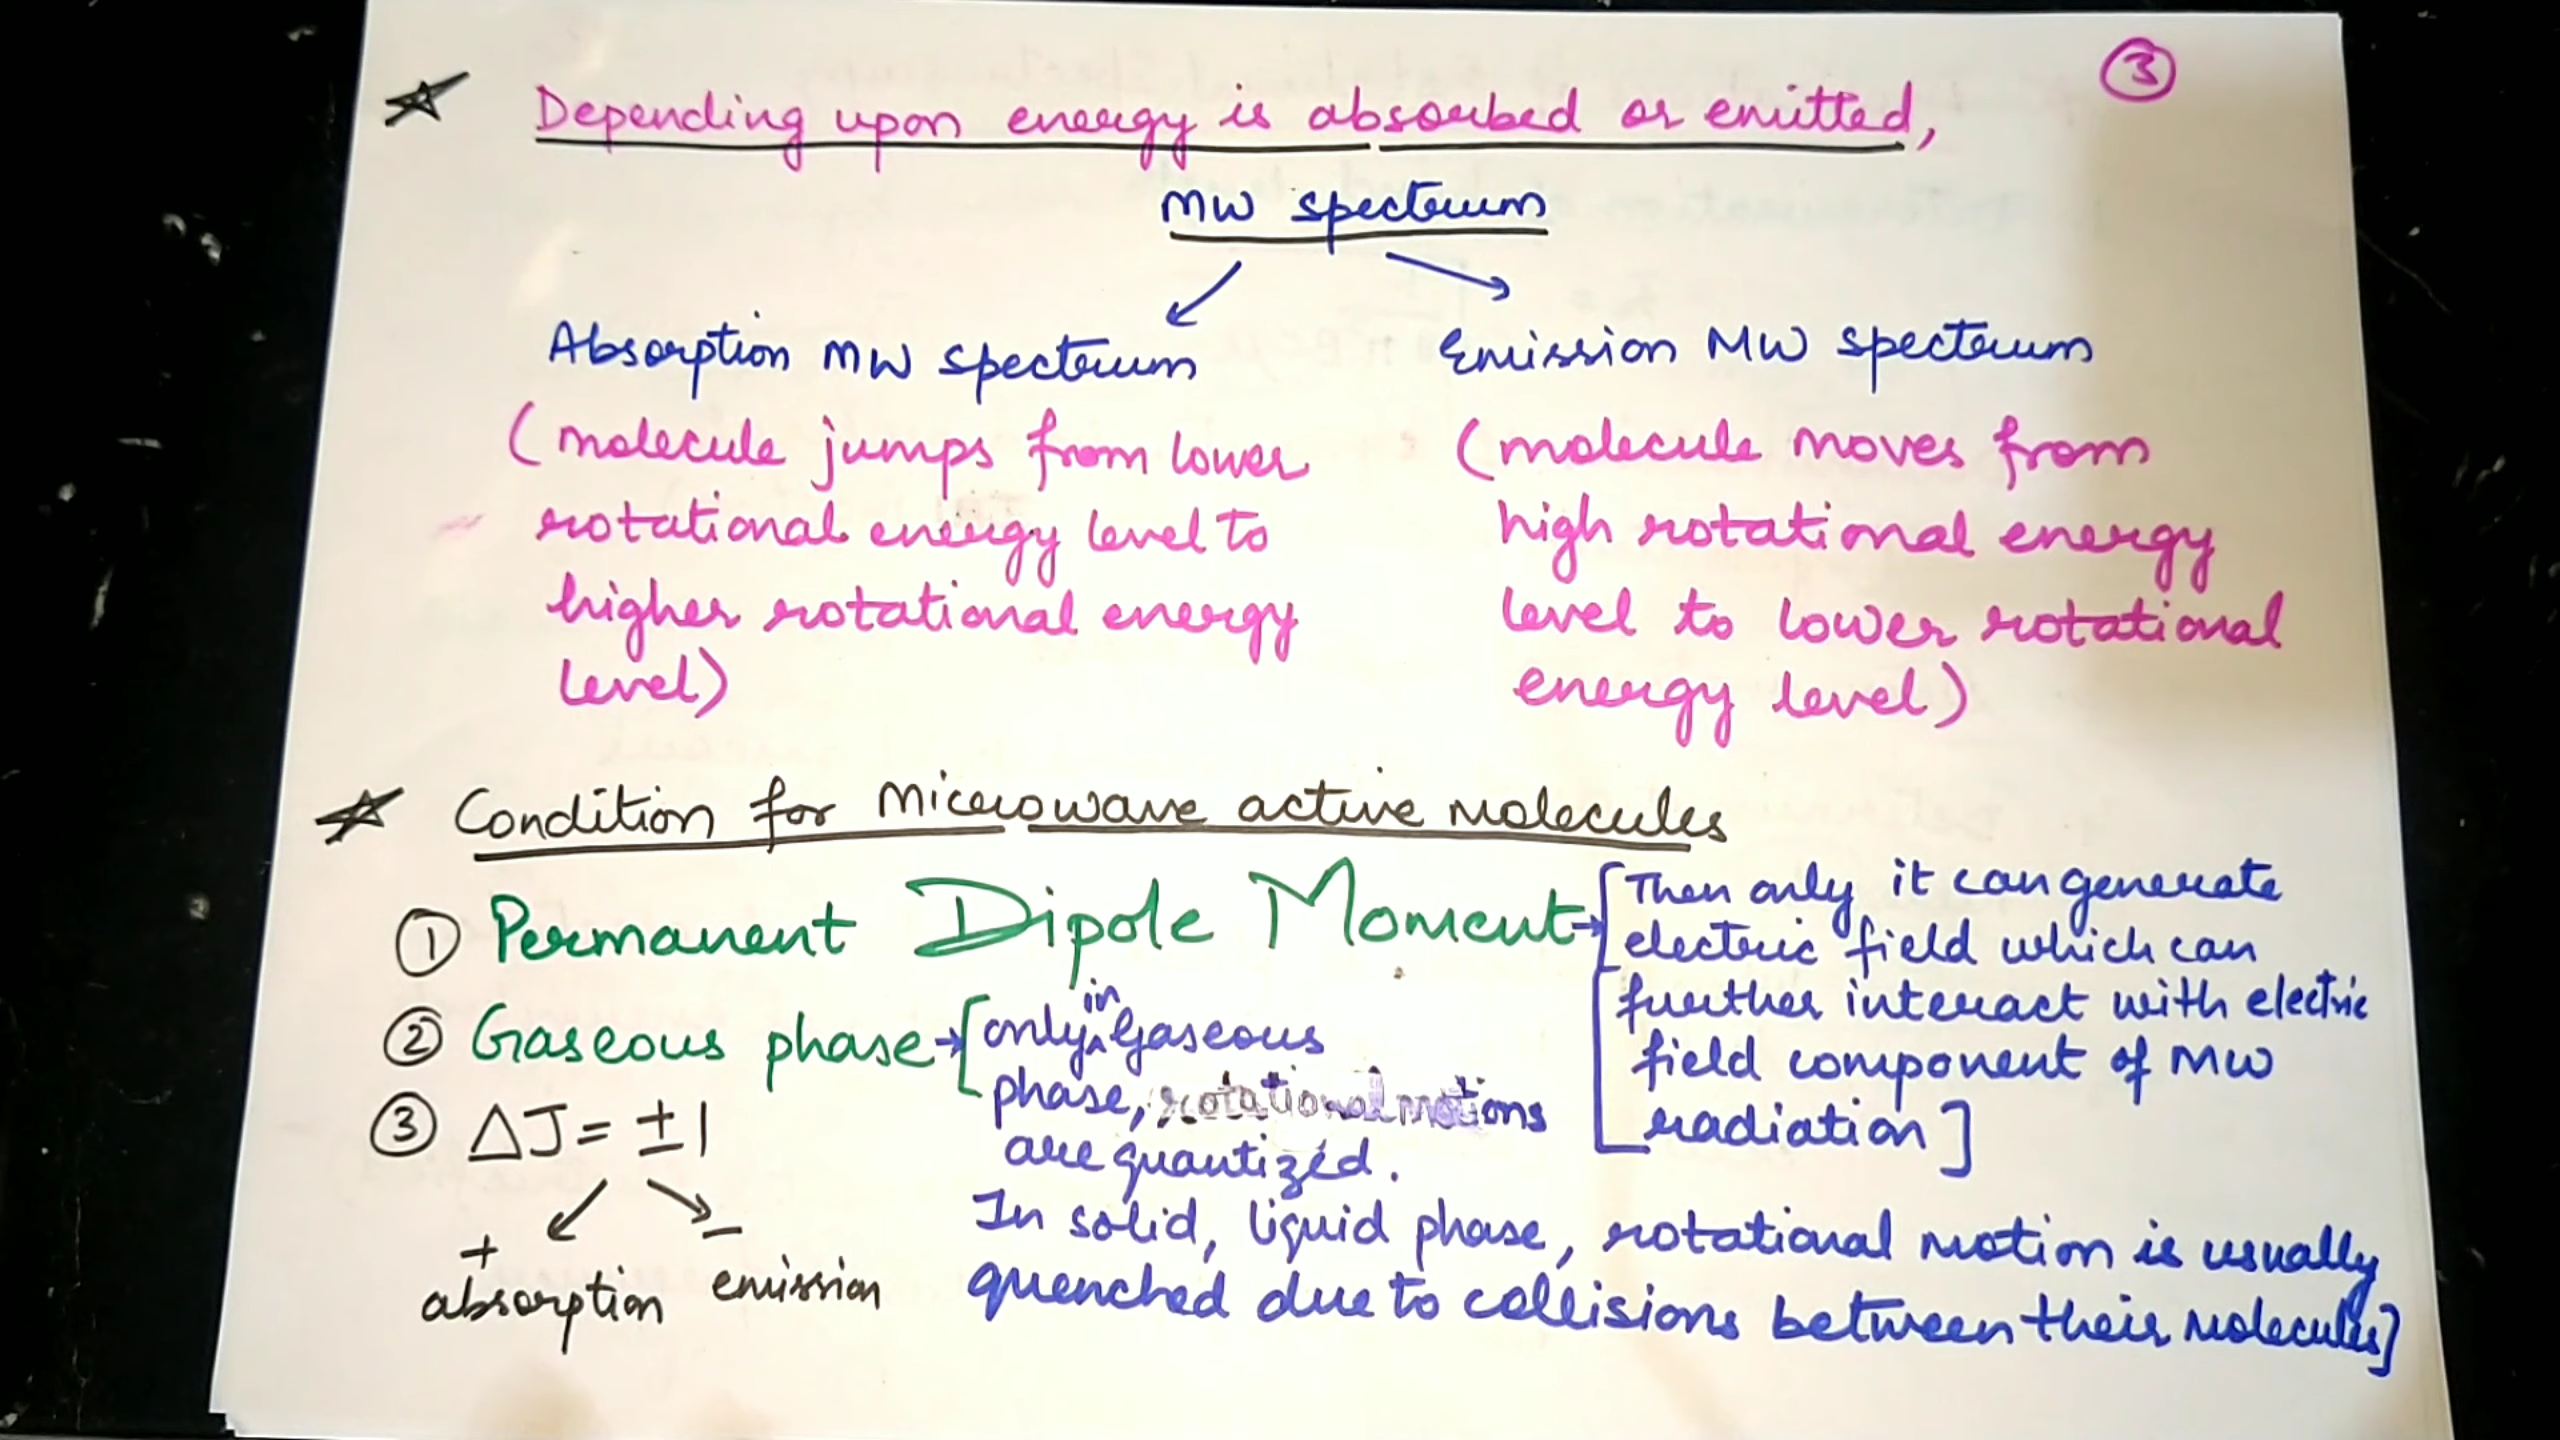 3
Depending upon energy is absorbed or emitted,
MW spectrum
Absorption MW spectrum
(molecule jumps from lower
rotational energy level to
higher rotational energy
level)
Emission MW spectrum
(molecule moves from
high rotational energy
level to lower rotational
energy level)
Condition for Microwave active molecules
① Permanent Dipole Moment → [Then only it can generate
electric field which can
further interact with electric
field component of MW
radiation]
② Gaseous phase → [only in gaseous
phase, rotational motions
are quantized.
In solid, liquid phase, rotational motion is usually
quenched due to collisions between their molecules]
③ ΔJ = ±1
+
absorption
–
emission